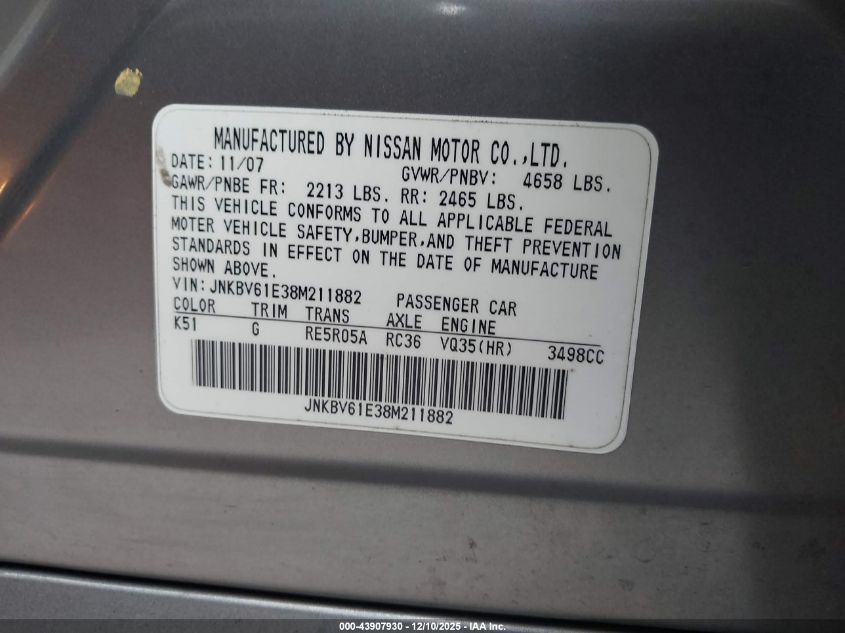 MANUFACTURED BY NISSAN MOTOR CO.,LTD.
DATE: 11/07 GVWR/PNBV: 4658 LBS.
GAWR/PNBE FR: 2213 LBS. RR: 2465 LBS.
THIS VEHICLE CONFORMS TO ALL APPLICABLE FEDERAL
MOTER VEHICLE SAFETY,BUMPER,AND THEFT PREVENTION
STANDARDS IN EFFECT ON THE DATE OF MANUFACTURE
SHOWN ABOVE.
VIN: JNKBV61E38M211882 PASSENGER CAR
COLOR TRIM TRANS AXLE ENGINE
K51 G RE5R05A RC36 VQ35(HR) 3498CC
JNKBV61E38M211882
000-43907930 - 12/10/2025 - IAA Inc.